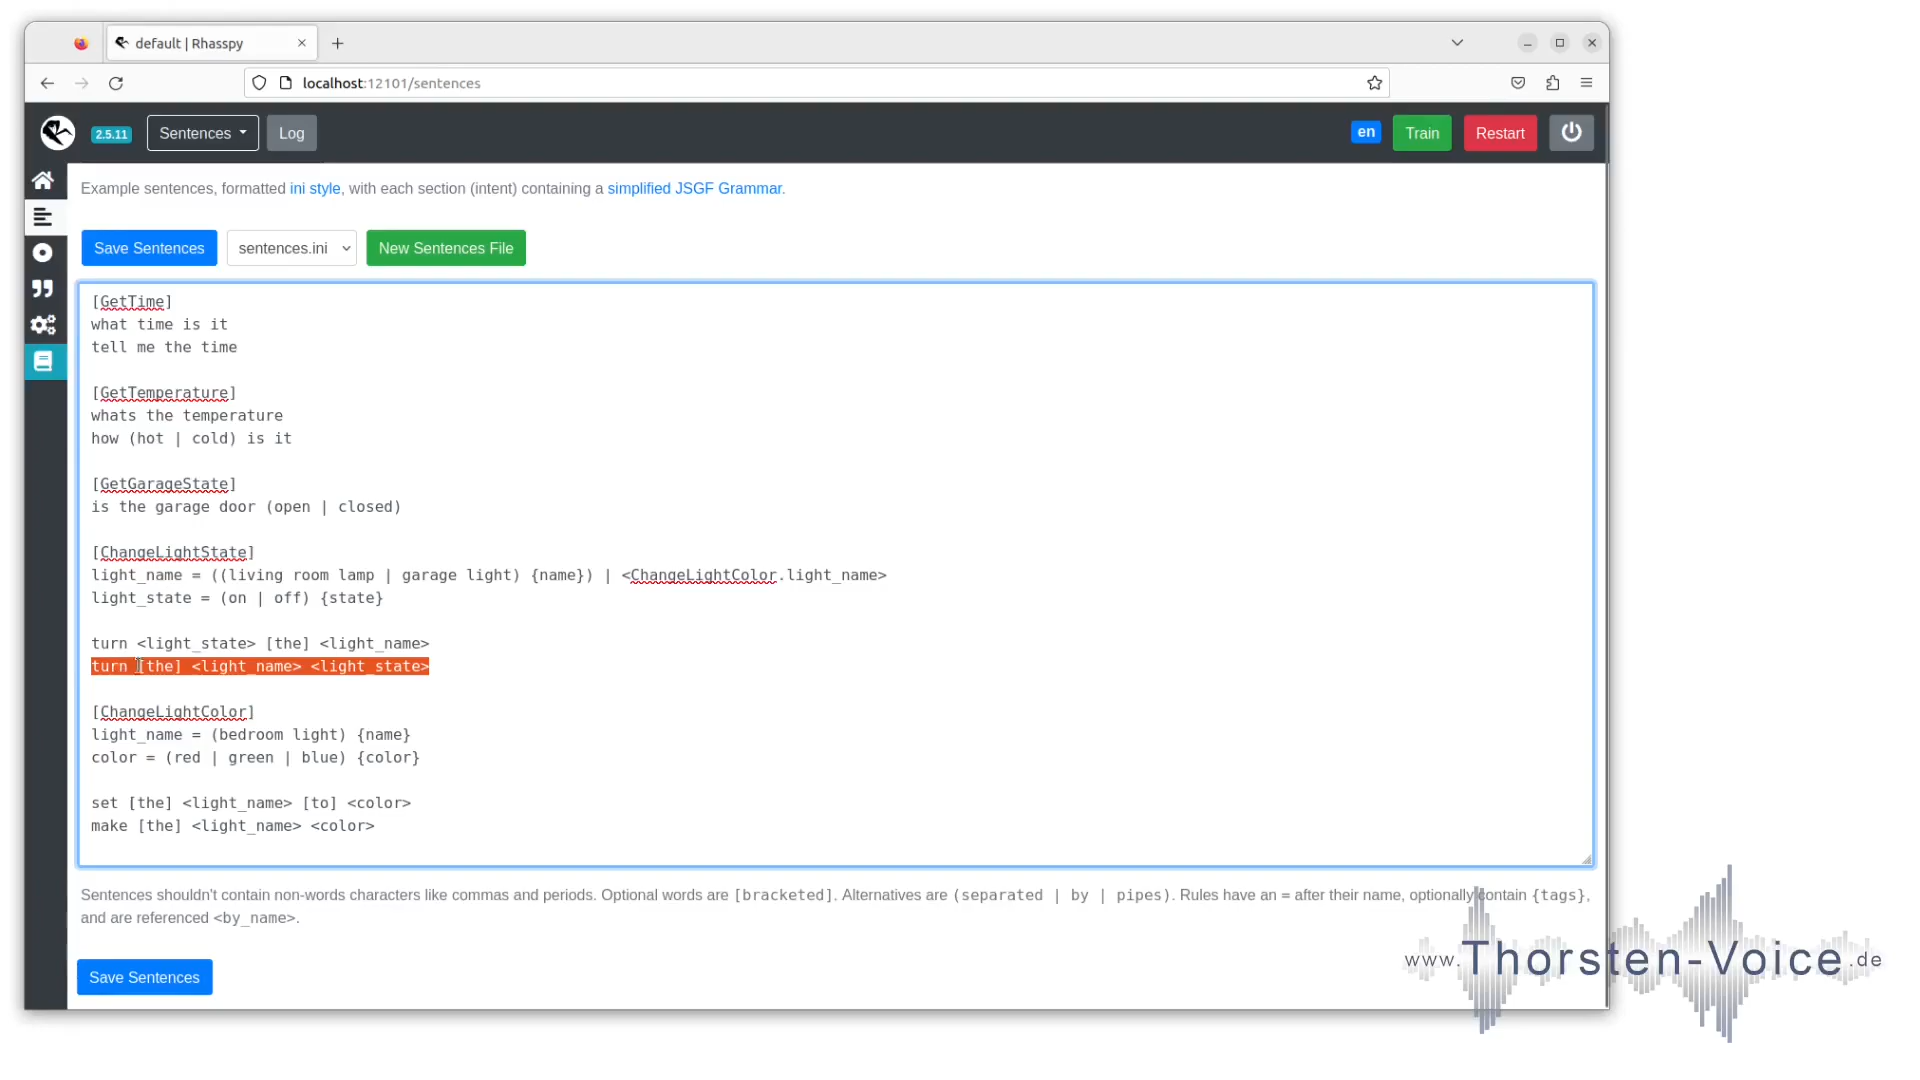 default | Rhasspy
localhost:12101/sentences
2.5.11 Sentences Log en Train Restart
Example sentences, formatted ini style, with each section (intent) containing a simplified JSGF Grammar.
Save Sentences sentences.ini New Sentences File
[GetTime]
what time is it
tell me the time
[GetTemperature]
whats the temperature
how (hot | cold) is it
[GetGarageState]
is the garage door (open | closed)
[ChangeLightState]
light_name = ((living room lamp | garage light) {name}) | <ChangeLightColor.light_name>
light_state = (on | off) {state}
turn <light_state> [the] <light_name>
turn [the] <light_name> <light_state>
[ChangeLightColor]
light_name = (bedroom light) {name}
color = (red | green | blue) {color}
set [the] <light_name> [to] <color>
make [the] <light_name> <color>
Sentences shouldn't contain non-words characters like commas and periods. Optional words are [bracketed]. Alternatives are (separated | by | pipes). Rules have an = after their name, optionally contain {tags},
and are referenced <by_name>.
Save Sentences
www.Thorsten-Voice.de